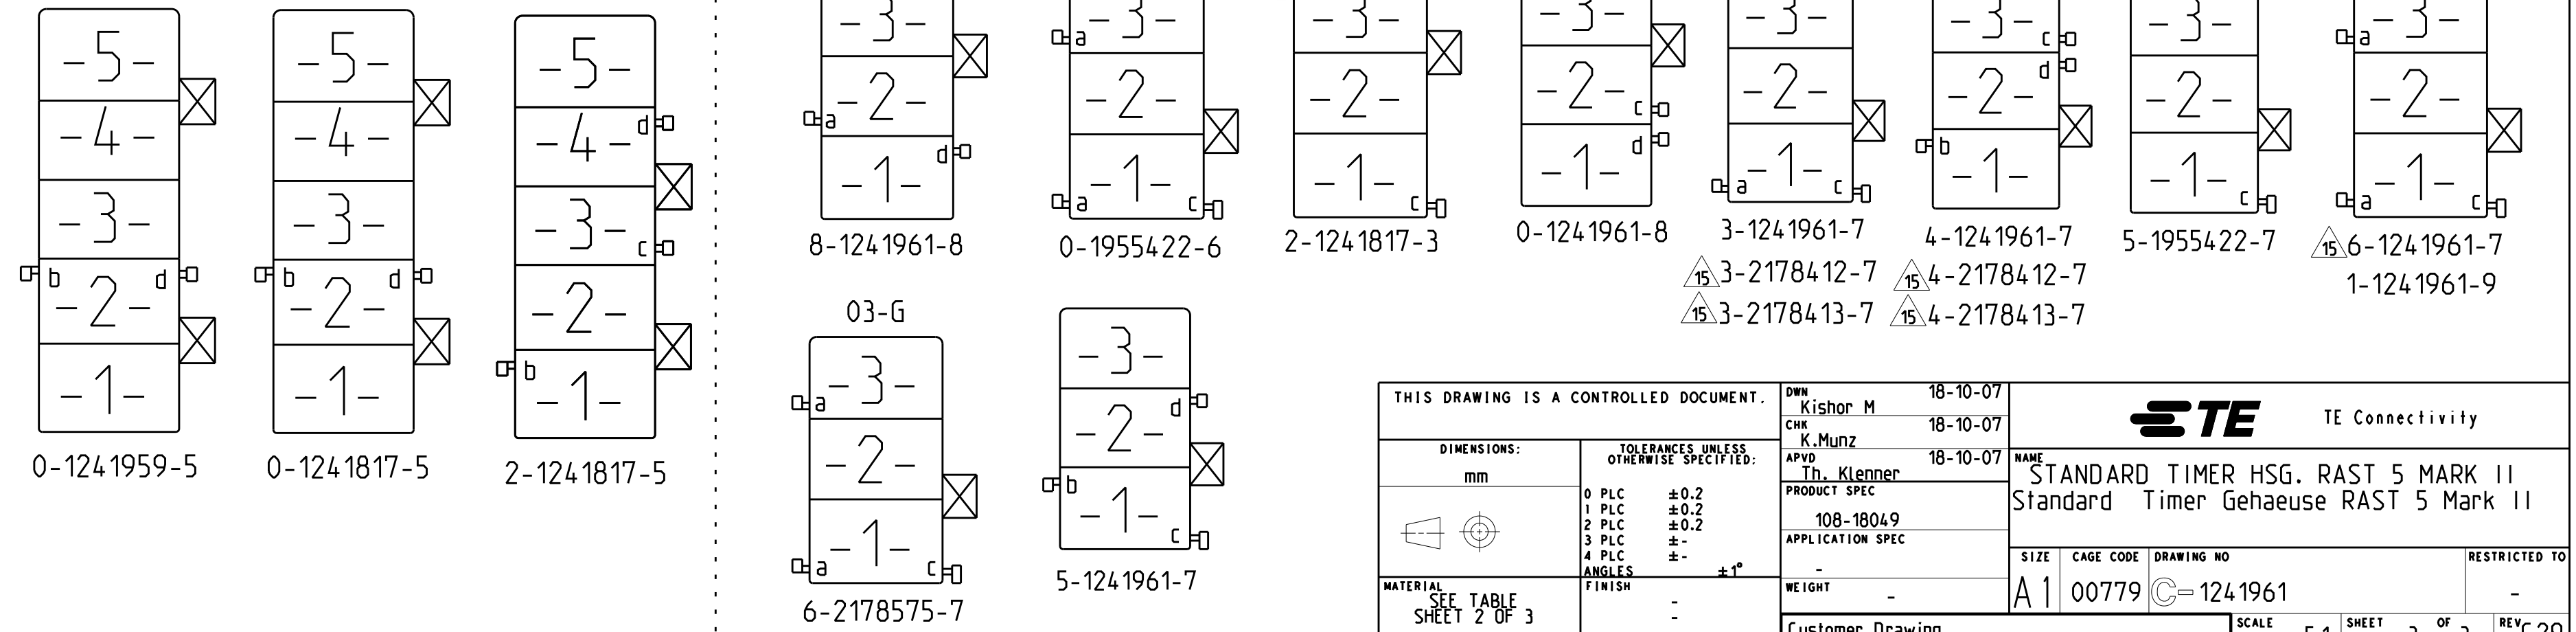 -5-
-4-
-3-
b -2- d
-1-
0-1241959-5
-5-
-4-
-3-
b -2- d
-1-
0-1241817-5
-5-
-4- d
-3- c
-2-
b -1-
2-1241817-5
-3-
a -2-
-1- d
8-1241961-8
a -3-
-2-
a -1- c
0-1955422-6
-3-
-2-
-1- c
2-1241817-3
-3-
-2- c
-1- d
0-1241961-8
-3-
-2-
a -1- c
3-1241961-7
15 3-2178412-7
15 3-2178413-7
-3- c
-2- d
b -1-
4-1241961-7
15 4-2178412-7
15 4-2178413-7
-3-
-2-
-1- c
5-1955422-7
a -3-
-2-
a -1- c
15 6-1241961-7
1-1241961-9
03-G
-3-
a
-2-
-1-
a c
6-2178575-7
-3-
-2- d
b -1-
c
5-1241961-7
THIS DRAWING IS A CONTROLLED DOCUMENT.
DIMENSIONS:
mm
TOLERANCES UNLESS
OTHERWISE SPECIFIED:
0 PLC ±0.2
1 PLC ±0.2
2 PLC ±0.2
3 PLC ±-
4 PLC ±-
ANGLES ±1°
MATERIAL
SEE TABLE
SHEET 2 OF 3
FINISH
-
-
DWN 18-10-07
Kishor M
CHK 18-10-07
K.Munz
APVD 18-10-07
Th. Klenner
PRODUCT SPEC
108-18049
APPLICATION SPEC
-
WEIGHT -
Customer Drawing
TE TE Connectivity
NAME
STANDARD TIMER HSG. RAST 5 MARK II
Standard Timer Gehaeuse RAST 5 Mark II
SIZE CAGE CODE DRAWING NO RESTRICTED TO
A1 00779 C-1241961 -
SCALE SHEET OF REV